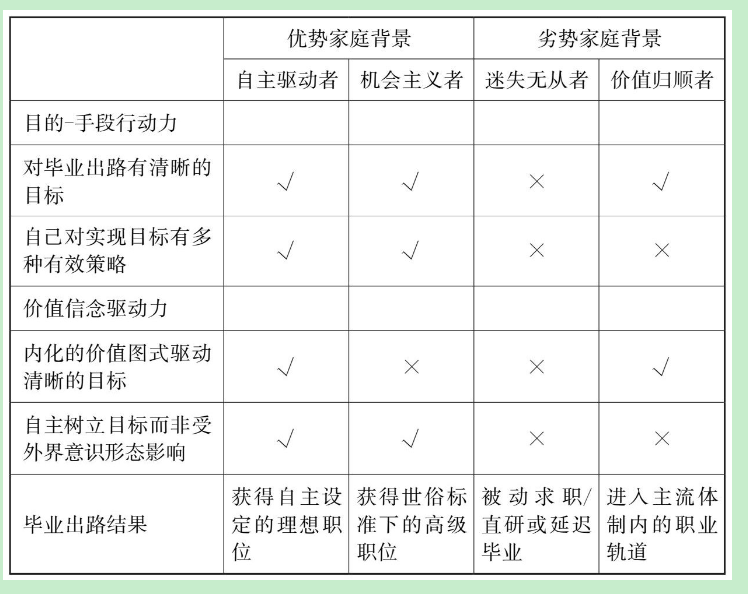 优势家庭背景 劣势家庭背景
自主驱动者 机会主义者 迷失无从者 价值归顺者
目的-手段行动力
对毕业出路有清晰的
目标
√ √ × √
自己对实现目标有多
种有效策略
√ √ × ×
价值信念驱动力
内化的价值图式驱动
清晰的目标
√ × × √
自主树立目标而非受
外界意识形态影响
√ √ × ×
毕业出路结果
获得自主设
定的理想职
位
获得世俗标
准下的高级
职位
被动求职/
直研或延迟
毕业
进入主流体
制内的职业
轨道